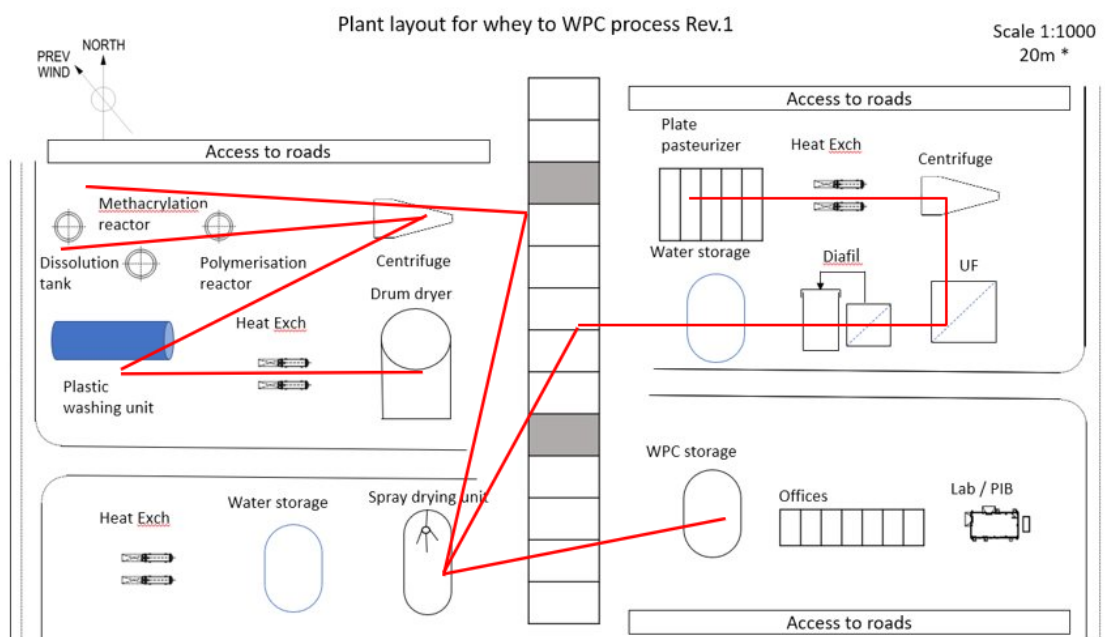 Plant layout for whey to WPC process Rev.1
Scale 1:1000
20m *
NORTH
PREV
WIND
Access to roads
Access to roads
Plate
pasteurizer
Heat Exch
Centrifuge
Methacrylation
reactor
Dissolution
tank
Polymerisation
reactor
Centrifuge
Water storage
Diafil
UF
Drum dryer
Heat Exch
Plastic
washing unit
WPC storage
Offices
Lab / PIB
Heat Exch
Water storage
Spray drying unit
Access to roads